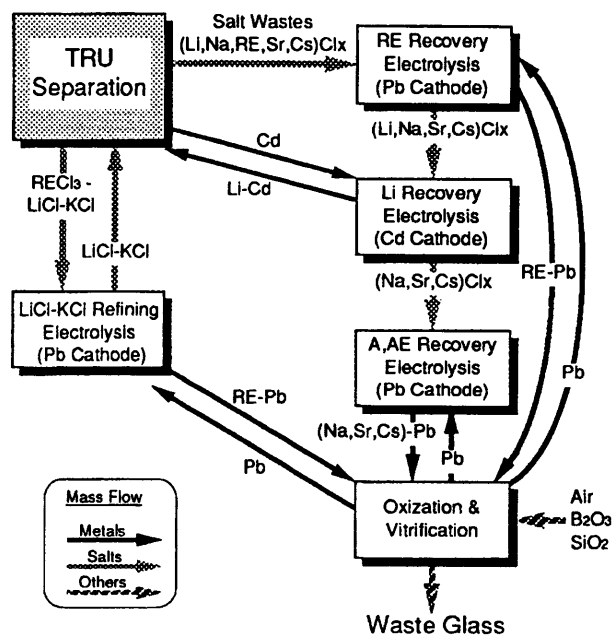 Salt Wastes
(Li,Na,RE,Sr,Cs)Clx
TRU
Separation
RE Recovery
Electrolysis
(Pb Cathode)
(Li,Na,Sr,Cs)Clx
Cd
Li-Cd
RECl₃ -
LiCl-KCl
LiCl-KCl
Li Recovery
Electrolysis
(Cd Cathode)
(Na,Sr,Cs)Clx
RE-Pb
Pb
LiCl-KCl Refining
Electrolysis
(Pb Cathode)
A,AE Recovery
Electrolysis
(Pb Cathode)
RE-Pb
Pb
(Na,Sr,Cs)-Pb
Pb
Oxization &
Vitrification
Air
B₂O₃
SiO₂
Mass Flow
Metals
Salts
Others
Waste Glass